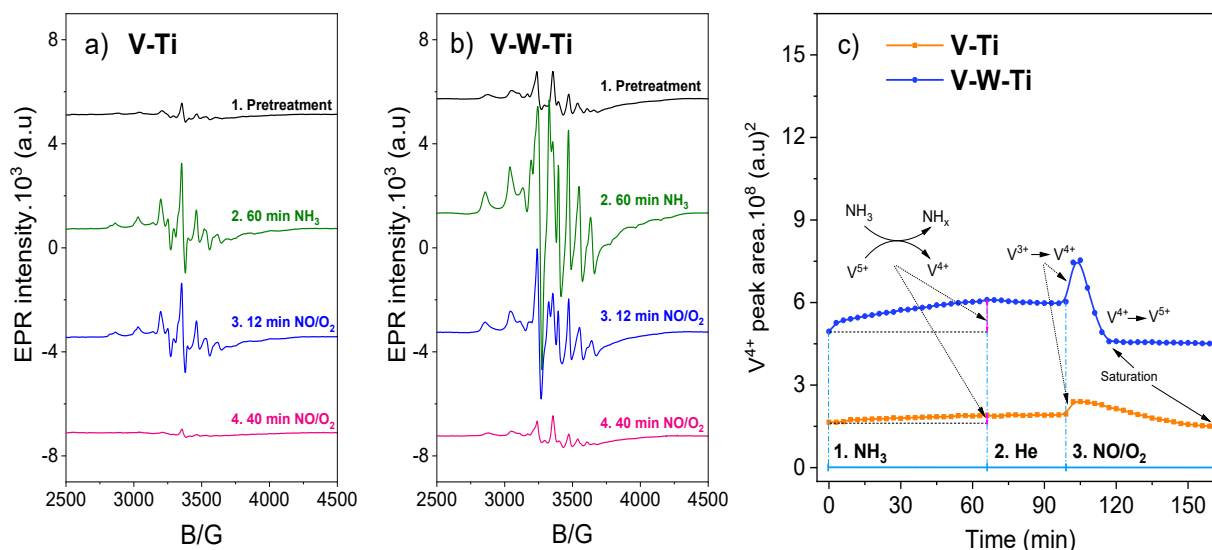 a) V-Ti
EPR intensity.10³ (a.u)
8
4
0
-4
-8
1. Pretreatment
2. 60 min NH₃
3. 12 min NO/O₂
4. 40 min NO/O₂
2500 3000 3500 4000 4500
B/G
b) V-W-Ti
EPR intensity.10³ (a.u)
8
4
0
-4
-8
1. Pretreatment
2. 60 min NH₃
3. 12 min NO/O₂
4. 40 min NO/O₂
2500 3000 3500 4000 4500
B/G
c)
V-Ti
V-W-Ti
V⁴⁺ peak area.10⁸ (a.u)²
15
12
9
6
3
0
NH₃ NHₓ
V⁵⁺ V⁴⁺
V³⁺ V⁴⁺
V⁴⁺ V⁵⁺
Saturation
1. NH₃ 2. He 3. NO/O₂
0 30 60 90 120 150
Time (min)